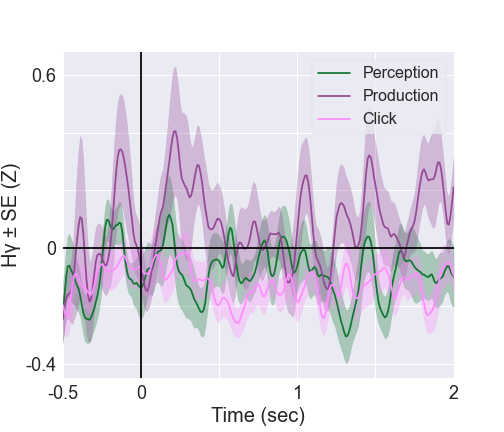 Perception
Production
Click
Hγ ± SE (Z)
0.6
0
-0.4
-0.5
0
1
2
Time (sec)